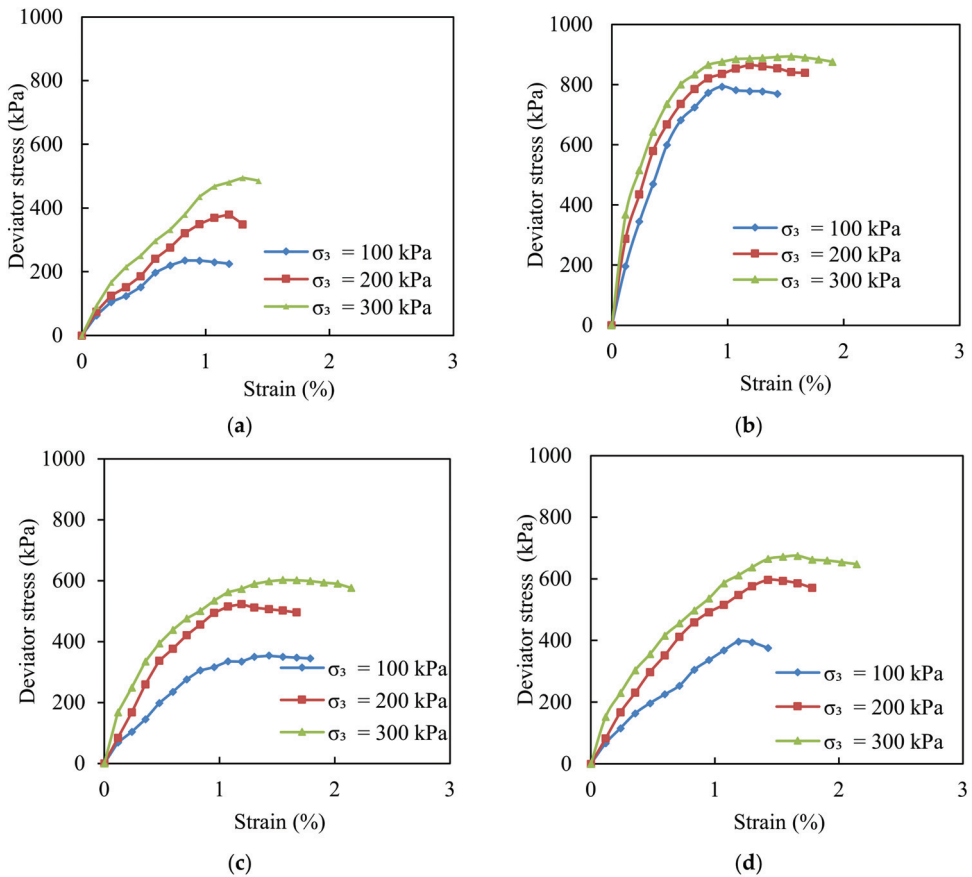 1000
800
600
400
200
0
Deviator stress (kPa)
σ₃ = 100 kPa
σ₃ = 200 kPa
σ₃ = 300 kPa
0 1 2 3
Strain (%)
(a)
1000
800
600
400
200
0
Deviator stress (kPa)
σ₃ = 100 kPa
σ₃ = 200 kPa
σ₃ = 300 kPa
0 1 2 3
Strain (%)
(b)
1000
800
600
400
200
0
Deviator stress (kPa)
σ₃ = 100 kPa
σ₃ = 200 kPa
σ₃ = 300 kPa
0 1 2 3
Strain (%)
(c)
1000
800
600
400
200
0
Deviator stress (kPa)
σ₃ = 100 kPa
σ₃ = 200 kPa
σ₃ = 300 kPa
0 1 2 3
Strain (%)
(d)